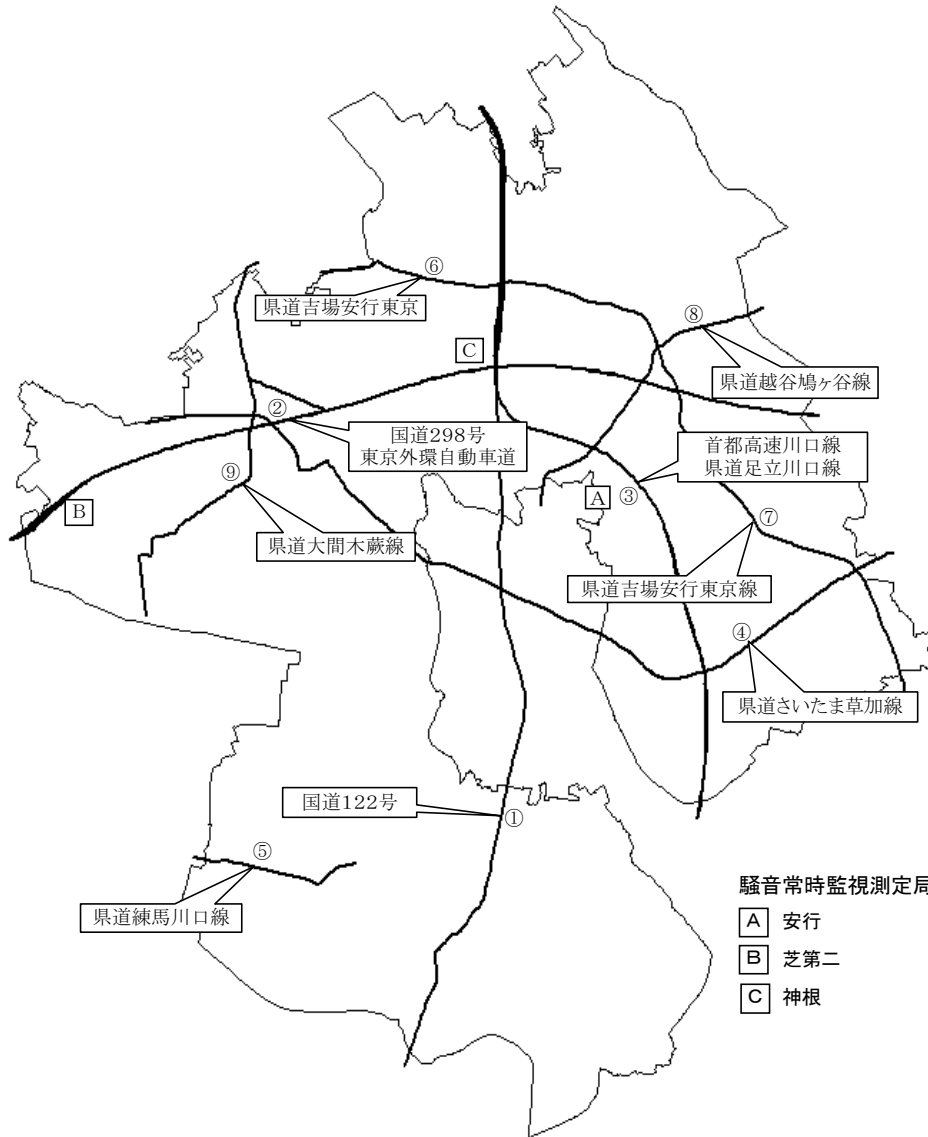 ⑥
県道吉場安行東京
⑧
C
県道越谷鳩ヶ谷線
②
国道298号
東京外環自動車道
首都高速川口線
県道足立川口線
⑨
B
A
③
⑦
県道大間木蕨線
県道吉場安行東京線
④
県道さいたま草加線
国道122号
①
⑤
県道練馬川口線
騒音常時監視測定局
A 安行
B 芝第二
C 神根